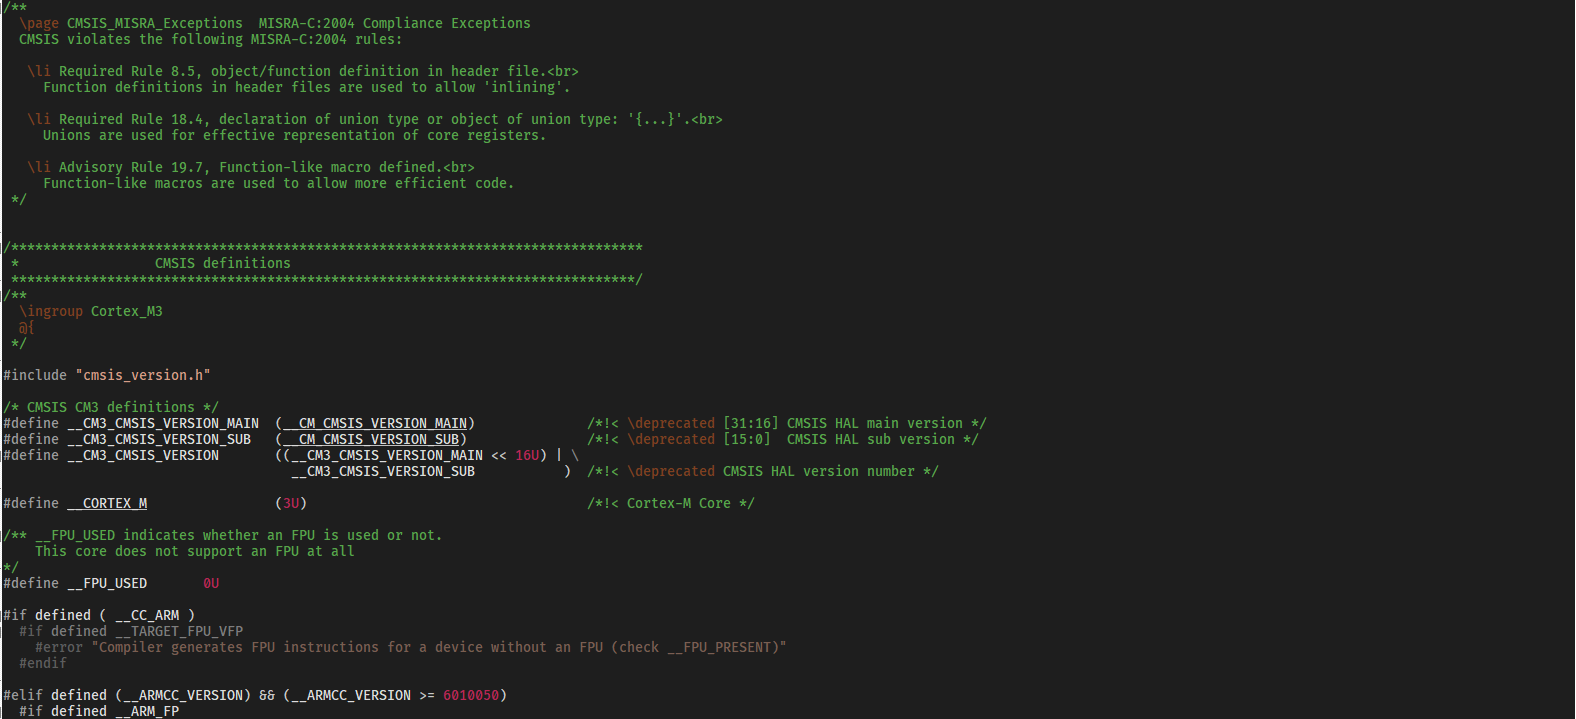 /**
  \page CMSIS_MISRA_Exceptions  MISRA-C:2004 Compliance Exceptions
  CMSIS violates the following MISRA-C:2004 rules:

   \li Required Rule 8.5, object/function definition in header file.<br>
     Function definitions in header files are used to allow 'inlining'.

   \li Required Rule 18.4, declaration of union type or object of union type: '{...}'.<br>
     Unions are used for effective representation of core registers.

   \li Advisory Rule 19.7, Function-like macro defined.<br>
     Function-like macros are used to allow more efficient code.
 */


/*******************************************************************************
 *                 CMSIS definitions
 ******************************************************************************/
/**
  \ingroup Cortex_M3
  @{
 */

#include "cmsis_version.h"

/* CMSIS CM3 definitions */
#define __CM3_CMSIS_VERSION_MAIN  (__CM_CMSIS_VERSION_MAIN)              /*!< \deprecated [31:16] CMSIS HAL main version */
#define __CM3_CMSIS_VERSION_SUB   (__CM_CMSIS_VERSION_SUB)               /*!< \deprecated [15:0]  CMSIS HAL sub version */
#define __CM3_CMSIS_VERSION       ((__CM3_CMSIS_VERSION_MAIN << 16U) | \
                                    __CM3_CMSIS_VERSION_SUB           )  /*!< \deprecated CMSIS HAL version number */

#define __CORTEX_M                (3U)                                   /*!< Cortex-M Core */

/** __FPU_USED indicates whether an FPU is used or not.
    This core does not support an FPU at all
*/
#define __FPU_USED       0U

#if defined ( __CC_ARM )
  #if defined __TARGET_FPU_VFP
    #error "Compiler generates FPU instructions for a device without an FPU (check __FPU_PRESENT)"
  #endif

#elif defined (__ARMCC_VERSION) && (__ARMCC_VERSION >= 6010050)
  #if defined __ARM_FP